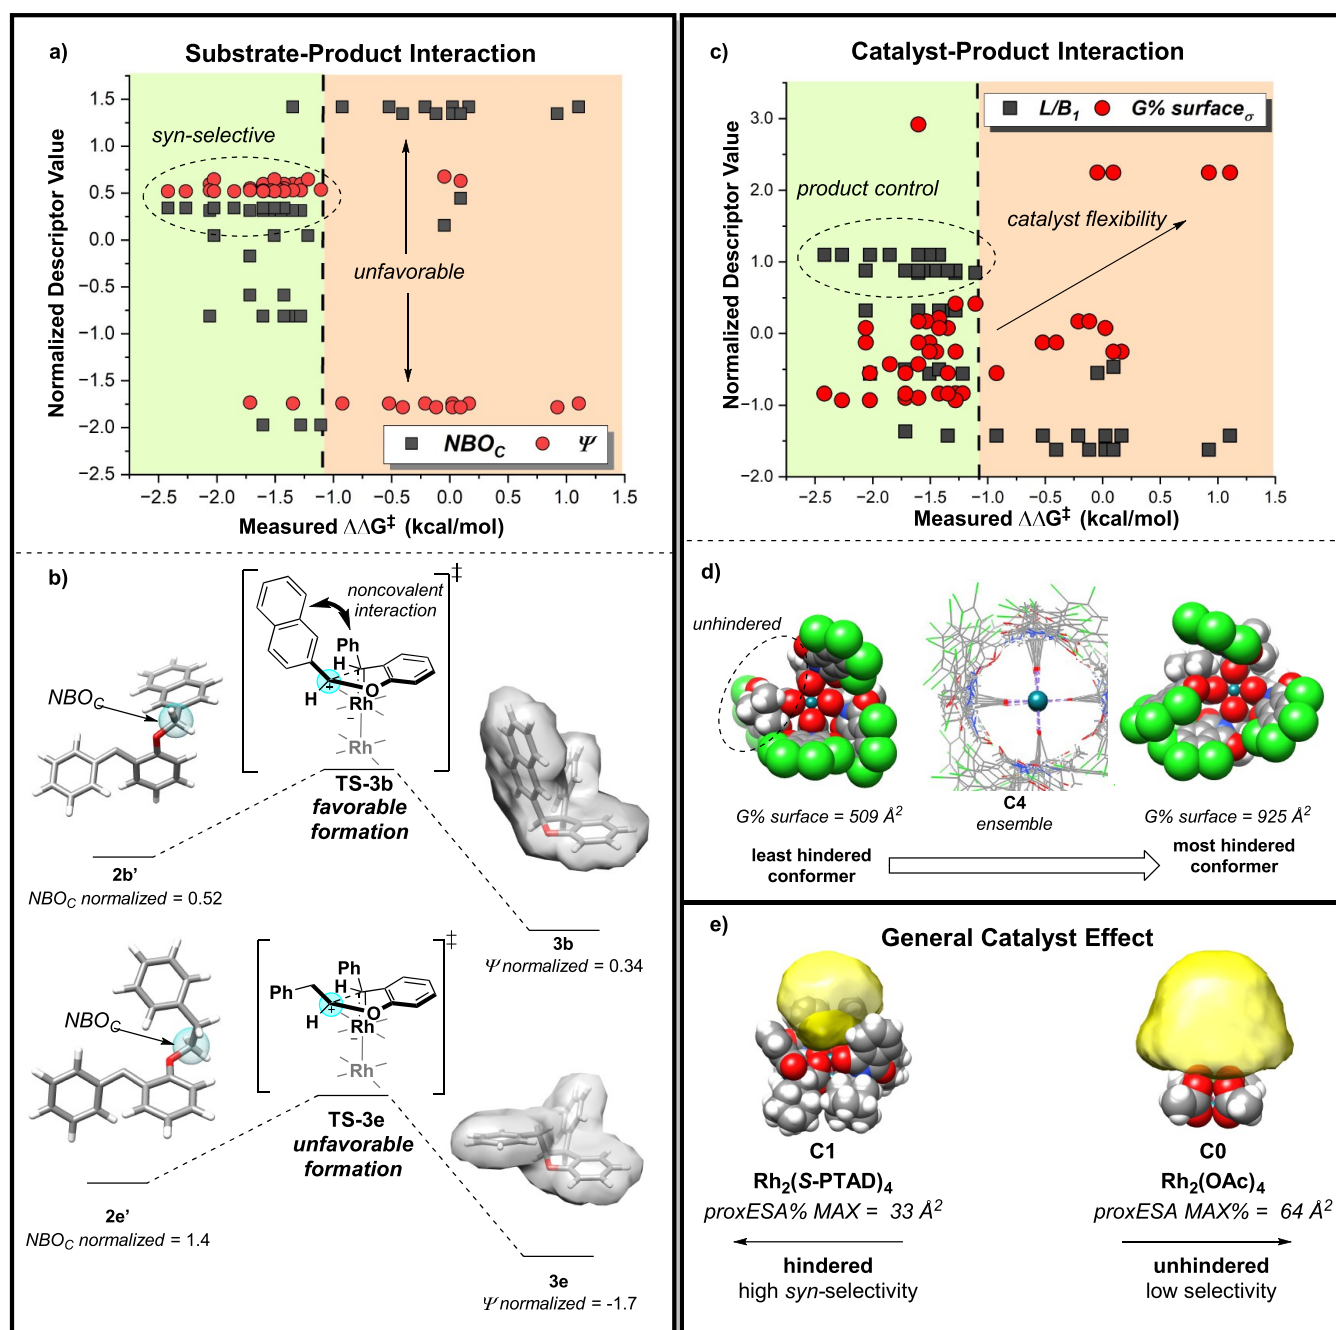 a)
Substrate-Product Interaction
Normalized Descriptor Value
1.5
1.0
0.5
0.0
−0.5
−1.0
−1.5
−2.0
−2.5
syn-selective
unfavorable
NBO_C Ψ
−2.5 −2.0 −1.5 −1.0 −0.5 0.0 0.5 1.0 1.5
Measured ΔΔG‡ (kcal/mol)
b)
NBO_C
2b’
NBO_C normalized = 0.52
‡
noncovalent
interaction
Ph
H
H
+
O
Rh
−
Rh
TS-3b
favorable
formation
3b
Ψ normalized = 0.34
NBO_C
2e’
NBO_C normalized = 1.4
‡
Ph
H
Ph
H
+
O
Rh
−
Rh
TS-3e
unfavorable
formation
3e
Ψ normalized = -1.7
c)
Catalyst-Product Interaction
Normalized Descriptor Value
3.0
2.0
1.0
0.0
−1.0
−2.0
L/B₁ G% surface_σ
product control
catalyst flexibility
−2.5 −2.0 −1.5 −1.0 −0.5 0.0 0.5 1.0 1.5
Measured ΔΔG‡ (kcal/mol)
d)
unhindered
G% surface = 509 Å²
least hindered
conformer
C4
ensemble
G% surface = 925 Å²
most hindered
conformer
e)
General Catalyst Effect
C1
Rh₂(S-PTAD)₄
proxESA% MAX = 33 Å²
hindered
high syn-selectivity
C0
Rh₂(OAc)₄
proxESA MAX% = 64 Å²
unhindered
low selectivity